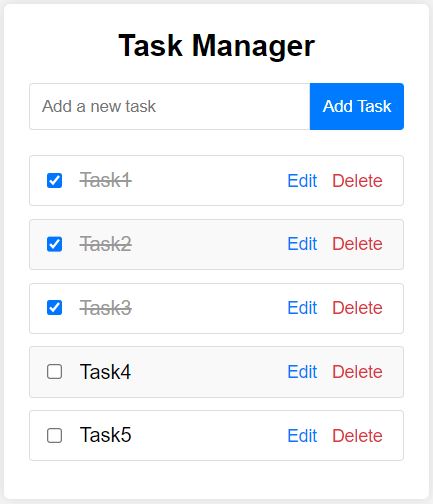 Task Manager
Add a new task Add Task
Task1 Edit Delete
Task2 Edit Delete
Task3 Edit Delete
Task4 Edit Delete
Task5 Edit Delete